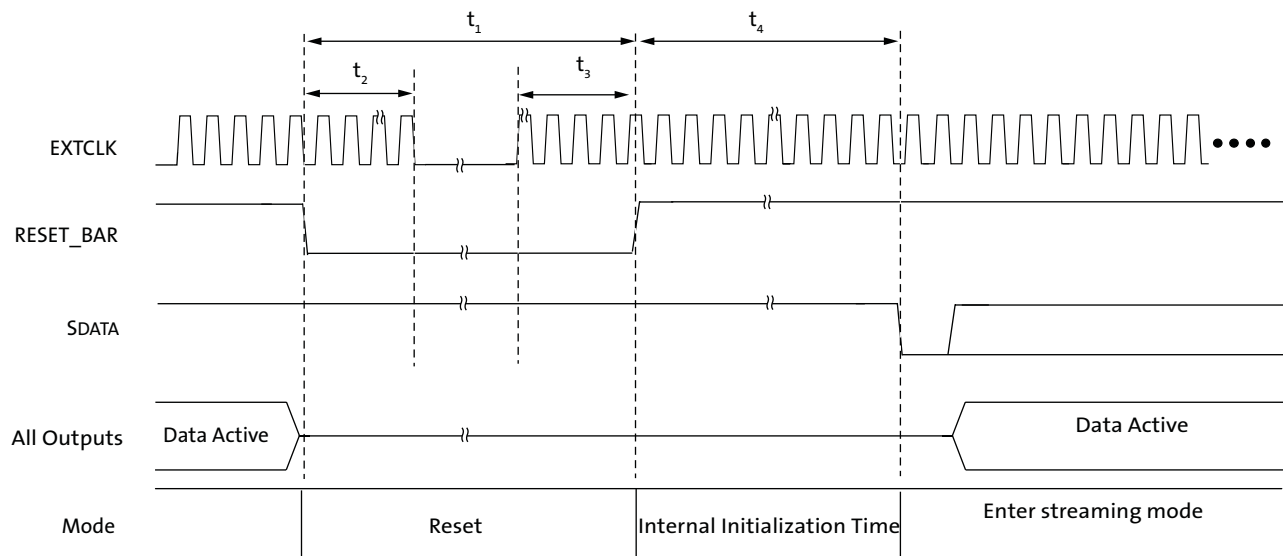 t₁
t₄
t₂
t₃
EXTCLK
RESET_BAR
SDATA
All Outputs
Data Active
Data Active
Mode
Reset
Internal Initialization Time
Enter streaming mode